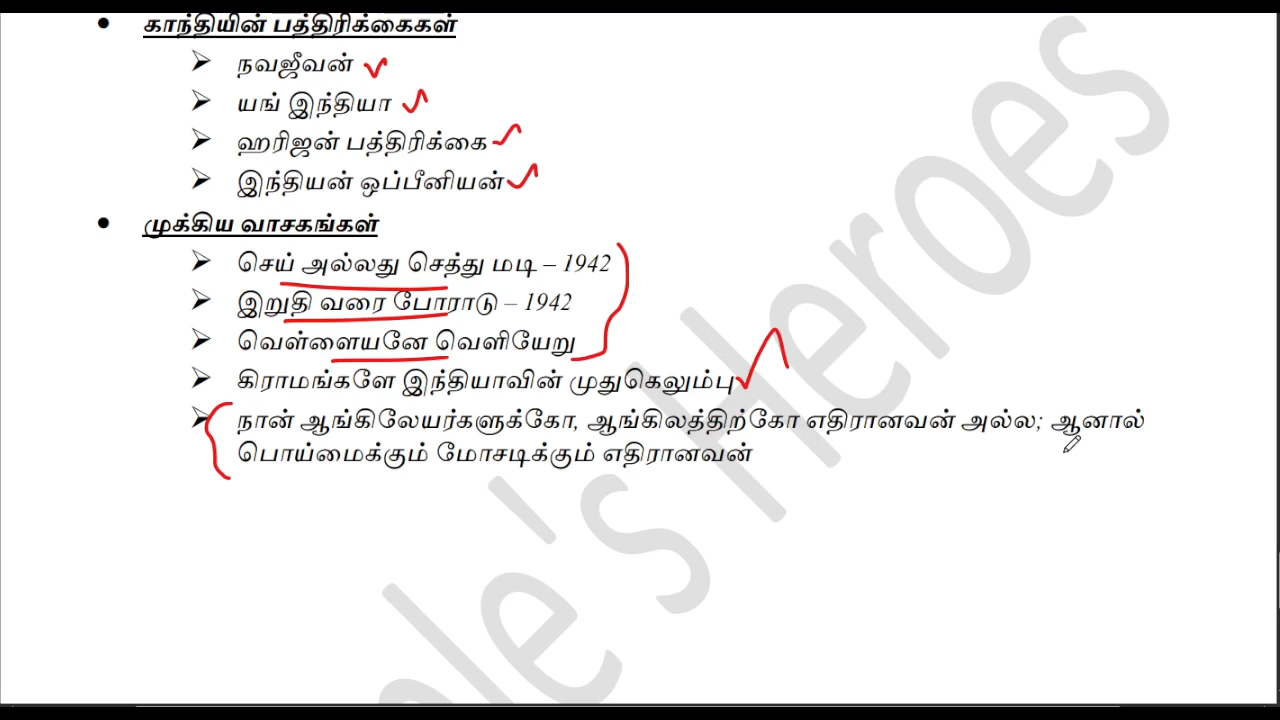 காந்தியின் பத்திரிக்கைகள்
நவஜீவன்
யங் இந்தியா
ஹரிஜன் பத்திரிக்கை
இந்தியன் ஒப்பீனியன்
முக்கிய வாசகங்கள்
செய் அல்லது செத்து மடி – 1942
இறுதி வரை போராடு – 1942
வெள்ளையனே வெளியேறு
கிராமங்களே இந்தியாவின் முதுகெலும்பு
நான் ஆங்கிலேயர்களுக்கோ, ஆங்கிலத்திற்கோ எதிரானவன் அல்ல; ஆனால்
பொய்மைக்கும் மோசடிக்கும் எதிரானவன்
le's Heroes